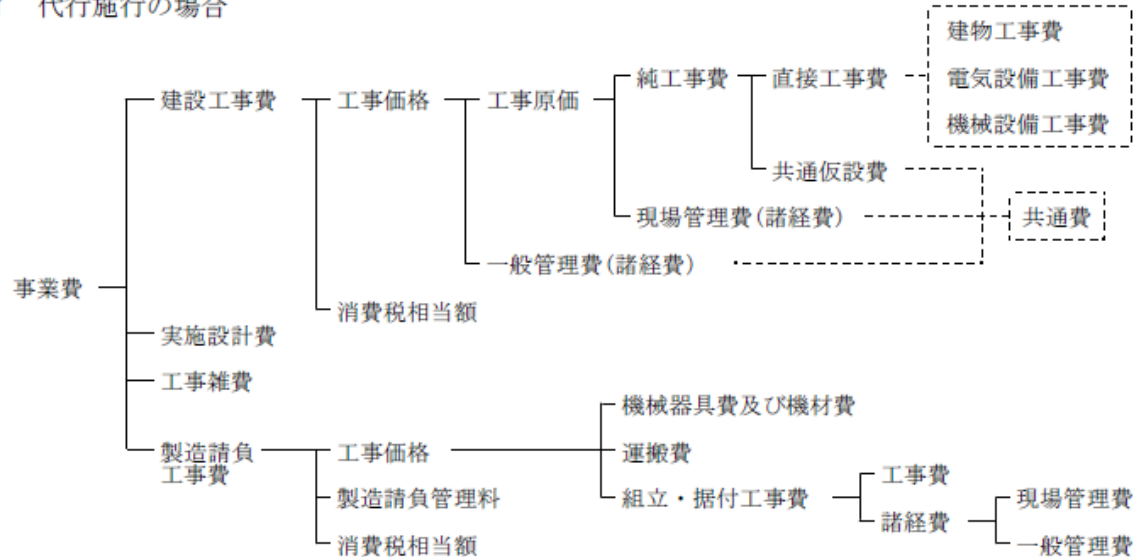 代行施行の場合
建物工事費
純工事費
直接工事費
電気設備工事費
建設工事費
工事価格
工事原価
機械設備工事費
共通仮設費
現場管理費(諸経費)
共通費
一般管理費(諸経費)
事業費
消費税相当額
実施設計費
工事雑費
機械器具費及び機材費
製造請負
工事費
工事価格
運搬費
工事費
製造請負管理料
組立・据付工事費
現場管理費
諸経費
消費税相当額
一般管理費